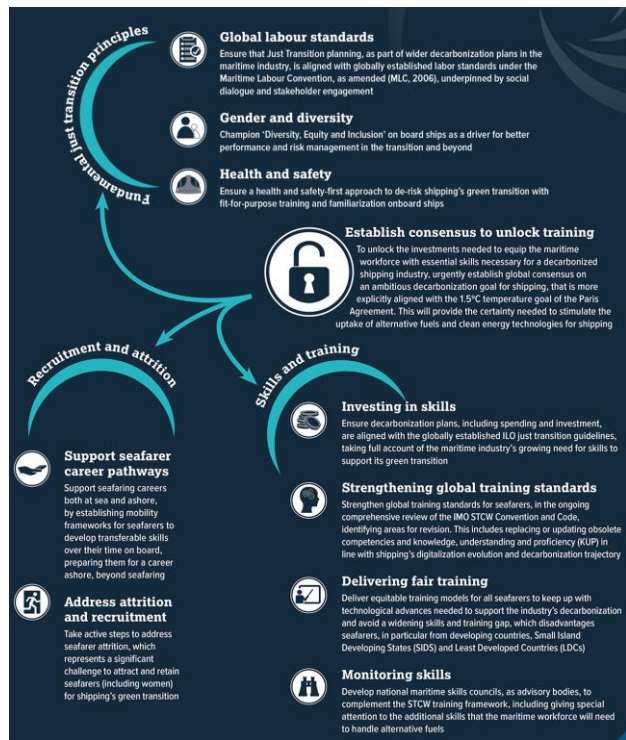 Fundamental just transition principles
Global labour standards
Ensure that Just Transition planning, as part of wider decarbonization plans in the
maritime industry, is aligned with globally established labor standards under the
Maritime Labour Convention, as amended (MLC, 2006), underpinned by social
dialogue and stakeholder engagement
Gender and diversity
Champion ‘Diversity, Equity and Inclusion’ on board ships as a driver for better
performance and risk management in the transition and beyond
Health and safety
Ensure a health and safety-first approach to de-risk shipping's green transition with
fit-for-purpose training and familiarization onboard ships
Establish consensus to unlock training
To unlock the investments needed to equip the maritime
workforce with essential skills necessary for a decarbonized
shipping industry, urgently establish global consensus on
an ambitious decarbonization goal for shipping, that is more
explicitly aligned with the 1.5°C temperature goal of the Paris
Agreement. This will provide the certainty needed to stimulate the
uptake of alternative fuels and clean energy technologies for shipping
Recruitment and attrition
Support seafarer
career pathways
Support seafaring careers
both at sea and ashore,
by establishing mobility
frameworks for seafarers to
develop transferable skills
over their time on board,
preparing them for a career
ashore, beyond seafaring
Address attrition
and recruitment
Take active steps to address
seafarer attrition, which
represents a significant
challenge to attract and retain
seafarers (including women)
for shipping's green transition
Skills and training
Investing in skills
Ensure decarbonization plans, including spending and investment,
are aligned with the globally established ILO just transition guidelines,
taking full account of the maritime industry's growing need for skills to
support its green transition
Strengthening global training standards
Strengthen global training standards for seafarers, in the ongoing
comprehensive review of the IMO STCW Convention and Code,
identifying areas for revision. This includes replacing or updating obsolete
competencies and knowledge, understanding and proficiency (KUP) in
line with shipping's digitalization evolution and decarbonization trajectory
Delivering fair training
Deliver equitable training models for all seafarers to keep up with
technological advances needed to support the industry's decarbonization
and avoid a widening skills and training gap, which disadvantages
seafarers, in particular from developing countries, Small Island
Developing States (SIDS) and Least Developed Countries (LDCs)
Monitoring skills
Develop national maritime skills councils, as advisory bodies, to
complement the STCW training framework, including giving special
attention to the additional skills that the maritime workforce will need
to handle alternative fuels